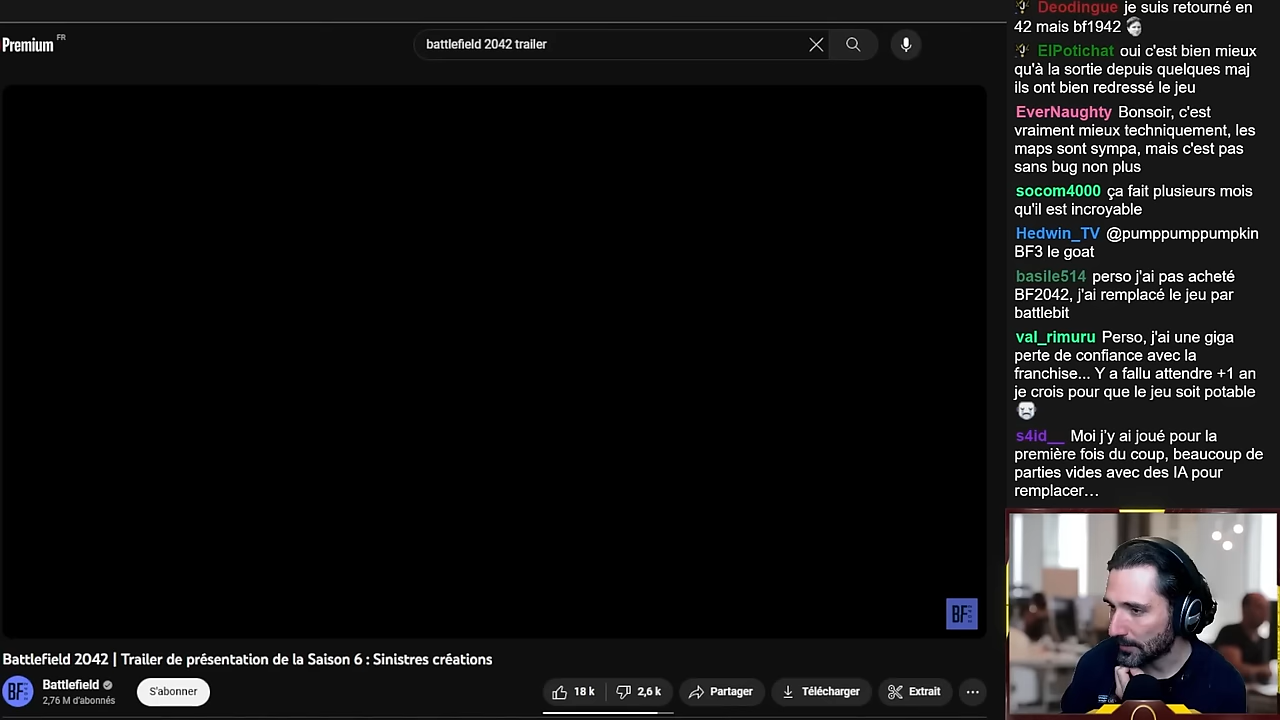 Premium FR
battlefield 2042 trailer
BF
Battlefield 2042 | Trailer de présentation de la Saison 6 : Sinistres créations
BF
Battlefield
2,76 M d'abonnés
S'abonner
18 k
2,6 k
Partager
Télécharger
Extrait
Deodingue je suis retourné en
42 mais bf1942
ElPotichat oui c'est bien mieux
qu'à la sortie depuis quelques maj
ils ont bien redressé le jeu
EverNaughty Bonsoir, c'est
vraiment mieux techniquement, les
maps sont sympa, mais c'est pas
sans bug non plus
socom4000 ça fait plusieurs mois
qu'il est incroyable
Hedwin_TV @pumppumppumpkin
BF3 le goat
basile514 perso j'ai pas acheté
BF2042, j'ai remplacé le jeu par
battlebit
val_rimuru Perso, j'ai une giga
perte de confiance avec la
franchise... Y a fallu attendre +1 an
je crois pour que le jeu soit potable
s4id__ Moi j'y ai joué pour la
première fois du coup, beaucoup de
parties vides avec des IA pour
remplacer…